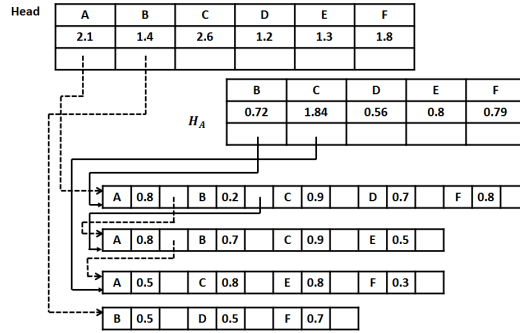 Head A B C D E F
2.1 1.4 2.6 1.2 1.3 1.8
B C D E F
H_A 0.72 1.84 0.56 0.8 0.79
A 0.8 B 0.2 C 0.9 D 0.7 F 0.8
A 0.8 B 0.7 C 0.9 E 0.5
A 0.5 C 0.8 E 0.8 F 0.3
B 0.5 D 0.5 F 0.7